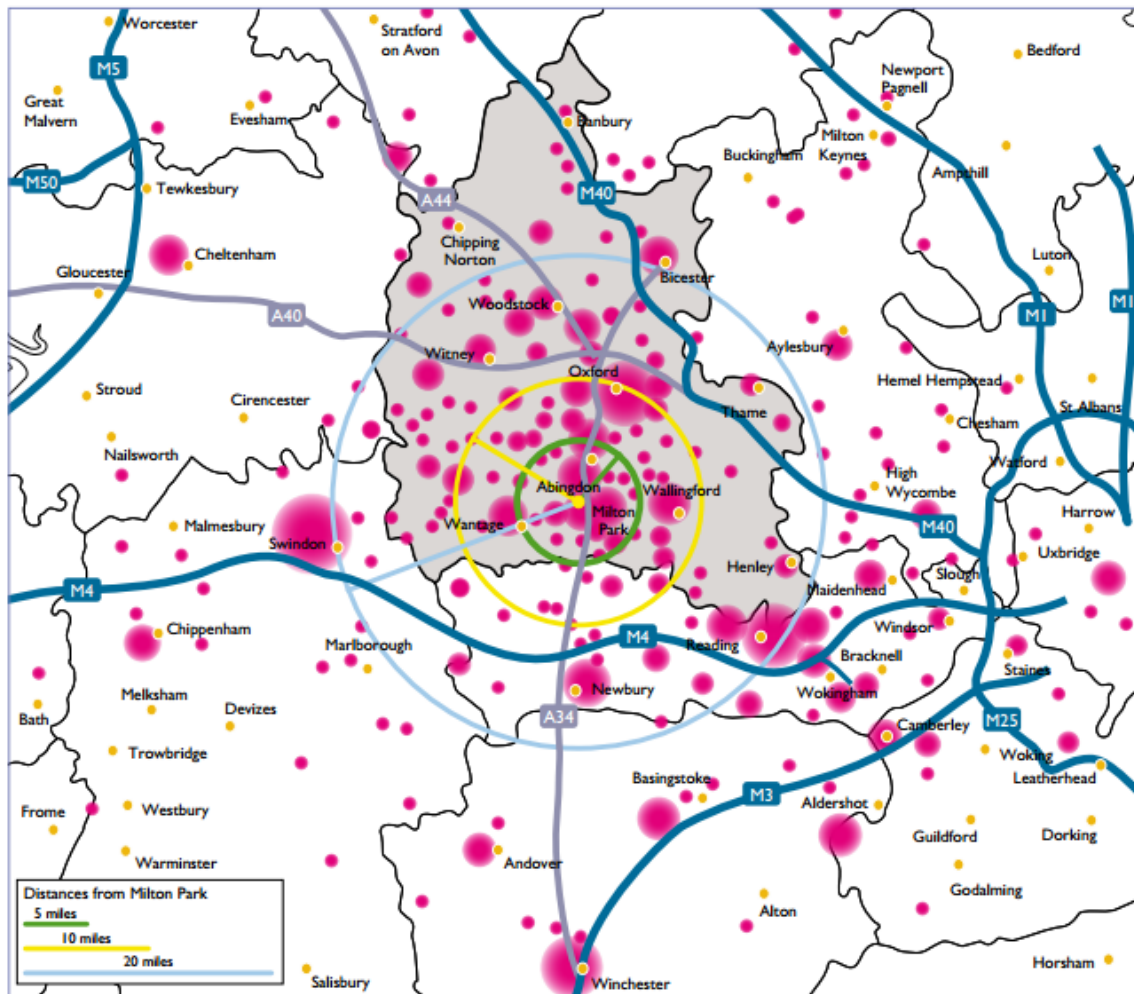 Worcester
Stratford
on Avon
Bedford
M5
Newport
Pagnell
Great
Malvern
Evesham
Banbury
Milton
Keynes
Buckingham
Ampthill
M50
Tewkesbury
M40
A44
Chipping
Norton
Cheltenham
Bicester
Luton
Gloucester
Woodstock
M1
M1
A40
Witney
Aylesbury
Oxford
Hemel Hempstead
Stroud
Thame
Cirencester
St Albans
Chesham
Nailsworth
Watford
High
Wycombe
Abingdon
Wallingford
Milton
Park
Malmesbury
Wantage
M40
Harrow
Swindon
Uxbridge
Henley
Slough
Maidenhead
M4
Chippenham
Windsor
M4
Marlborough
Reading
Bracknell
Staines
Wokingham
Melksham
Newbury
Bath
Devizes
A34
Camberley
M25
Trowbridge
Woking
Leatherhead
Basingstoke
M3
Aldershot
Westbury
Frome
Guildford
Dorking
Warminster
Andover
Godalming
Distances from Milton Park
5 miles
10 miles
20 miles
Alton
Salisbury
Winchester
Horsham